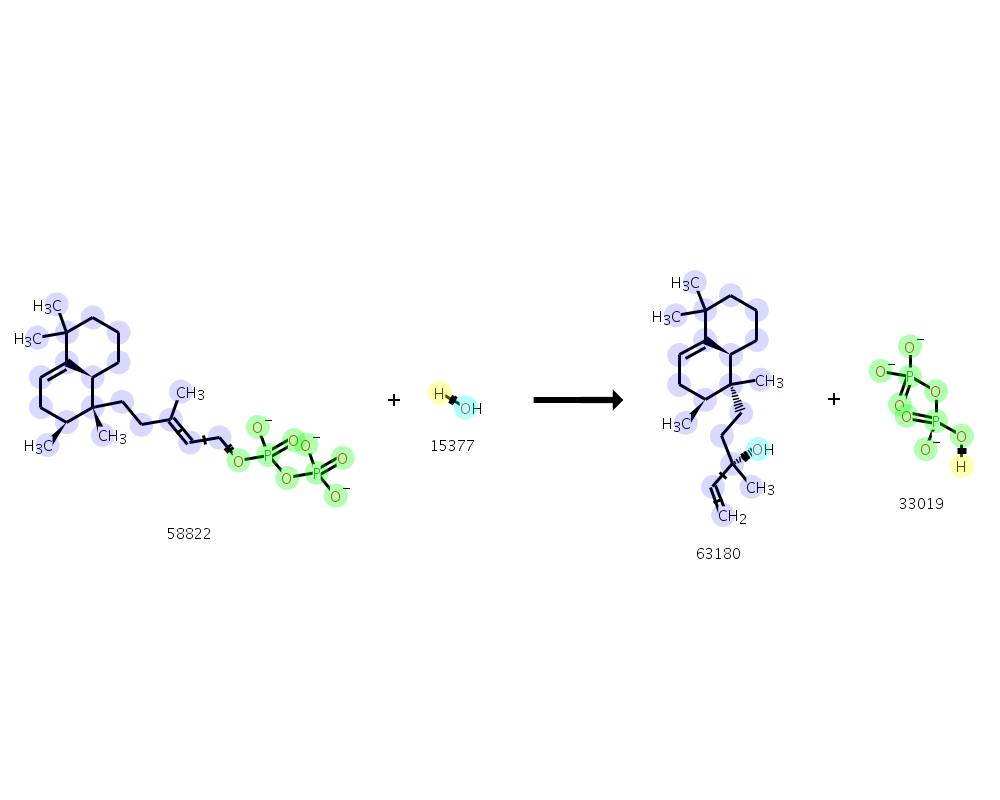 H₃C
H₃C
CH₃
H₃C
CH₃
O⁻
O
O⁻
O
P
O
P
O
O⁻
58822
+
H
OH
15377
H₃C
H₃C
CH₃
H₃C
OH
CH₃
CH₂
63180
+
O⁻
O⁻
P
O
O
O
P
O
O⁻
H
33019